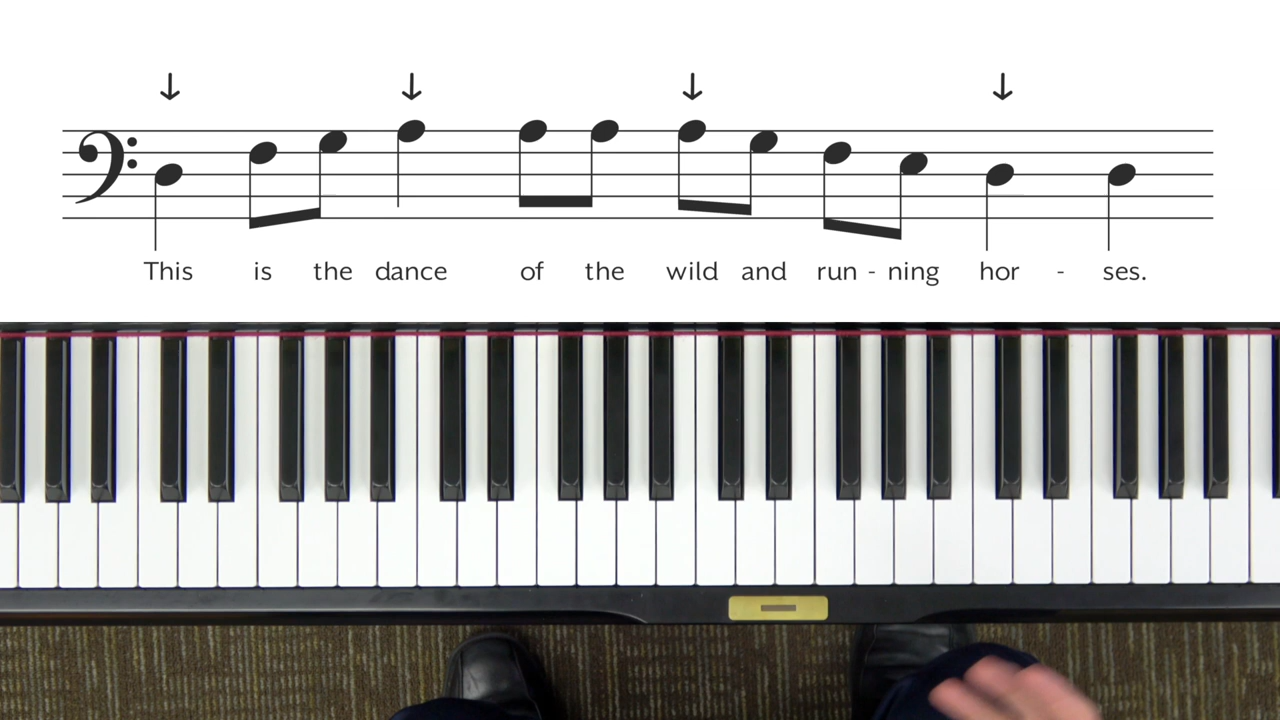 This is the dance of the wild and run - ning hor - ses.